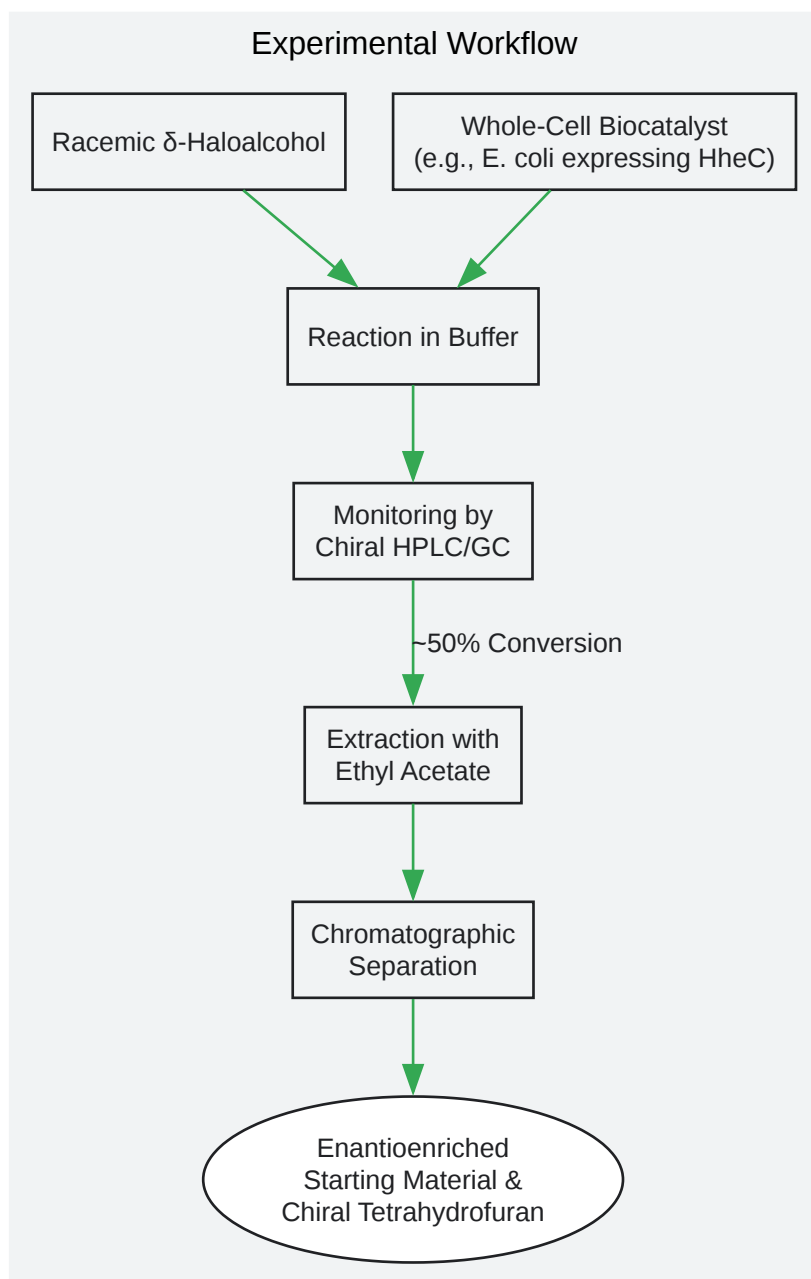 Experimental Workflow
Racemic δ-Haloalcohol
Whole-Cell Biocatalyst
(e.g., E. coli expressing HheC)
Reaction in Buffer
Monitoring by
Chiral HPLC/GC
~50% Conversion
Extraction with
Ethyl Acetate
Chromatographic
Separation
Enantioenriched
Starting Material &
Chiral Tetrahydrofuran